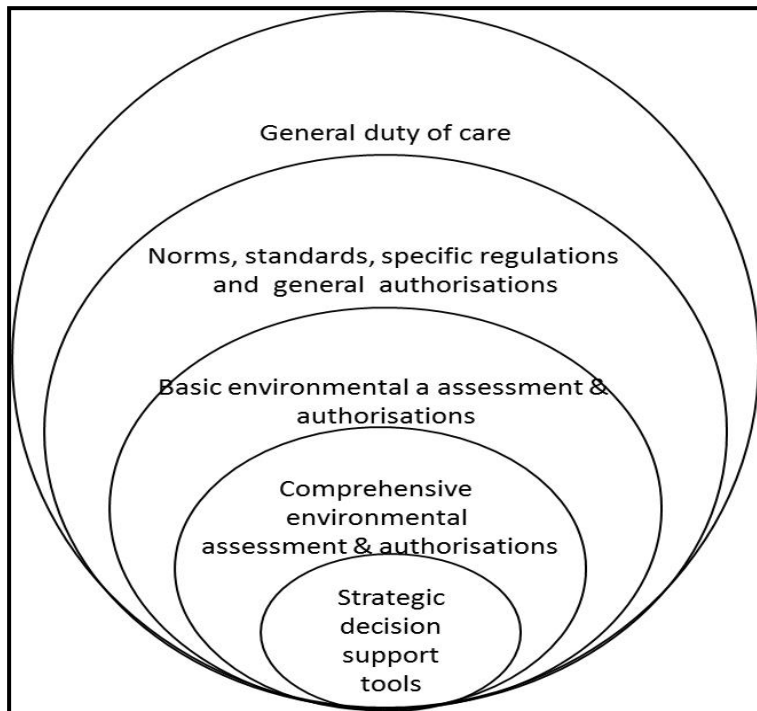 General duty of care
Norms, standards, specific regulations
and general authorisations
Basic environmental a assessment &
authorisations
Comprehensive
environmental
assessment & authorisations
Strategic
decision
support
tools